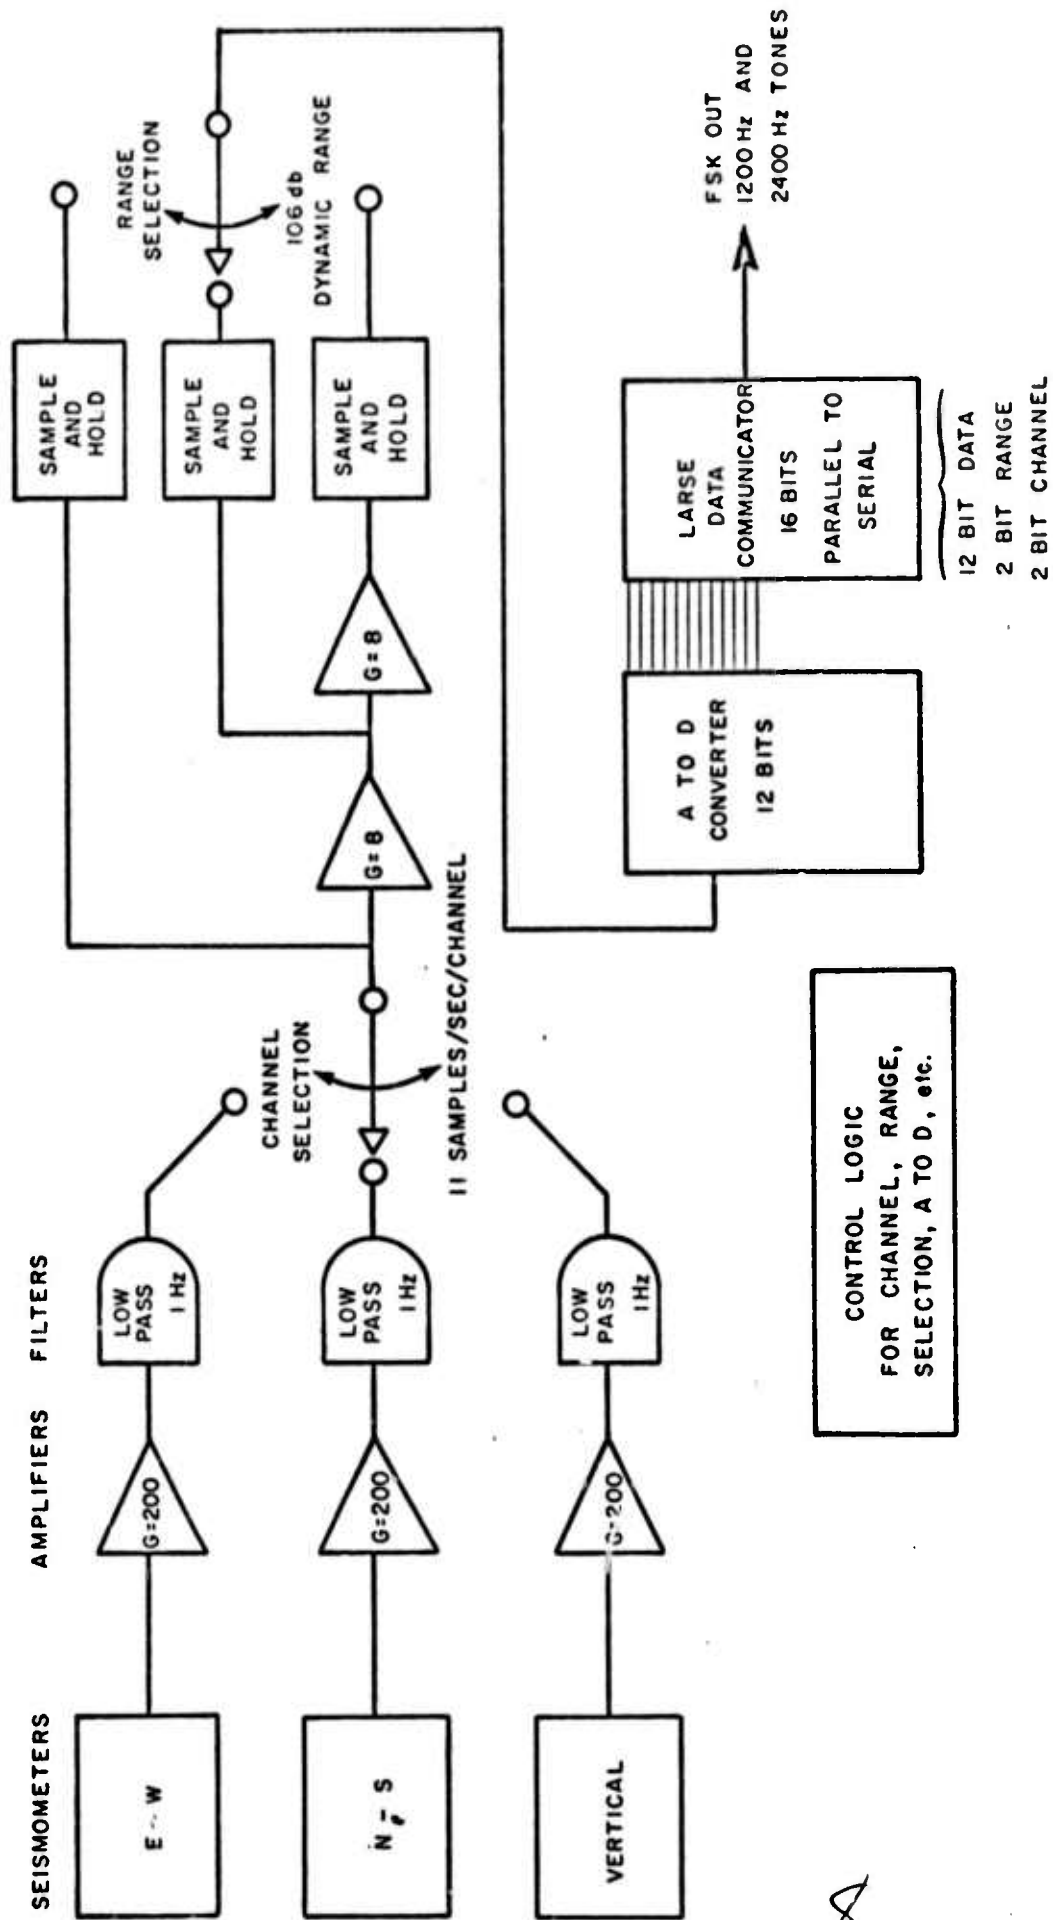 SEISMOMETERS
AMPLIFIERS
FILTERS
E - W
G=200
LOW
PASS
1 Hz
N - S
G=200
LOW
PASS
1 Hz
VERTICAL
G=200
LOW
PASS
1 Hz
CHANNEL
SELECTION
11 SAMPLES/SEC/CHANNEL
G=8
G=8
SAMPLE
AND
HOLD
SAMPLE
AND
HOLD
SAMPLE
AND
HOLD
RANGE
SELECTION
106 db
DYNAMIC RANGE
A TO D
CONVERTER
12 BITS
LARSE
DATA
COMMUNICATOR
16 BITS
PARALLEL TO
SERIAL
12 BIT DATA
2 BIT RANGE
2 BIT CHANNEL
FSK OUT
1200 Hz AND
2400 Hz TONES
CONTROL LOGIC
FOR CHANNEL, RANGE,
SELECTION, A TO D, etc.